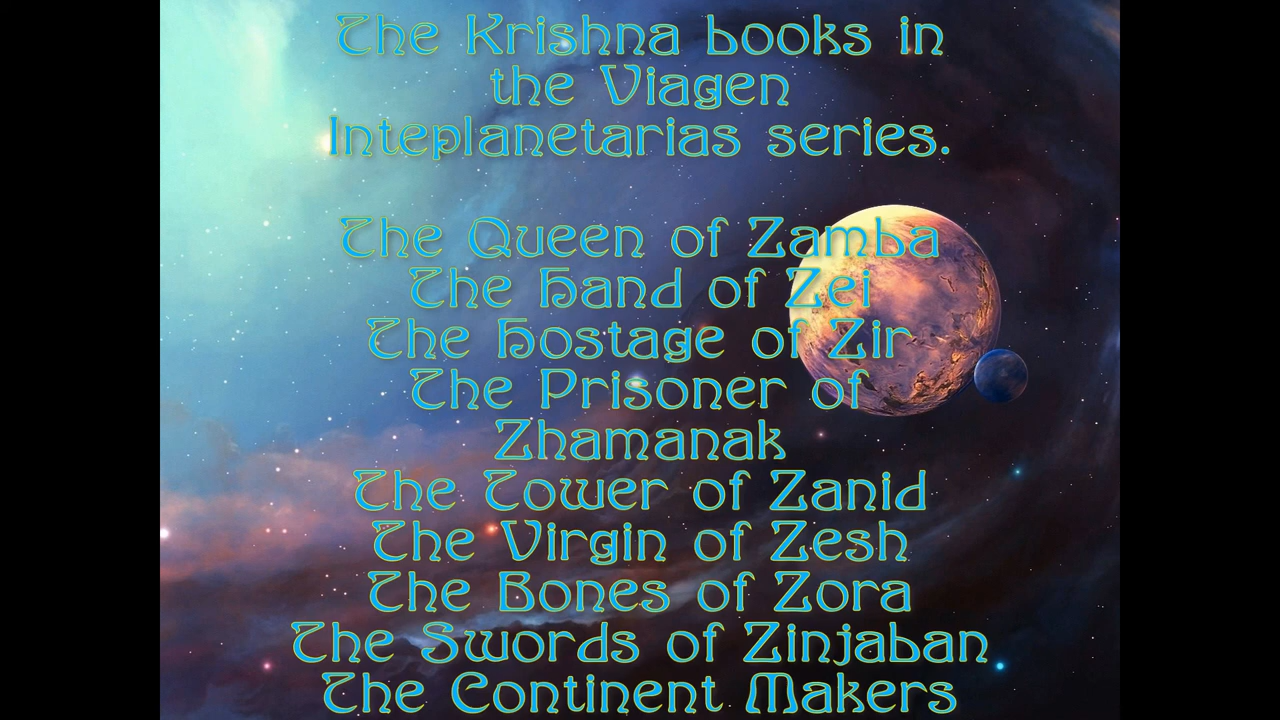 The Krishna books in
the Viagen
Inteplanetarias series.
The Queen of Zamba
The Hand of Zei
The Hostage of Zir
The Prisoner of
Zhamanak
The Tower of Zanid
The Virgin of Zesh
The Bones of Zora
The Swords of Zinjaban
The Continent Makers